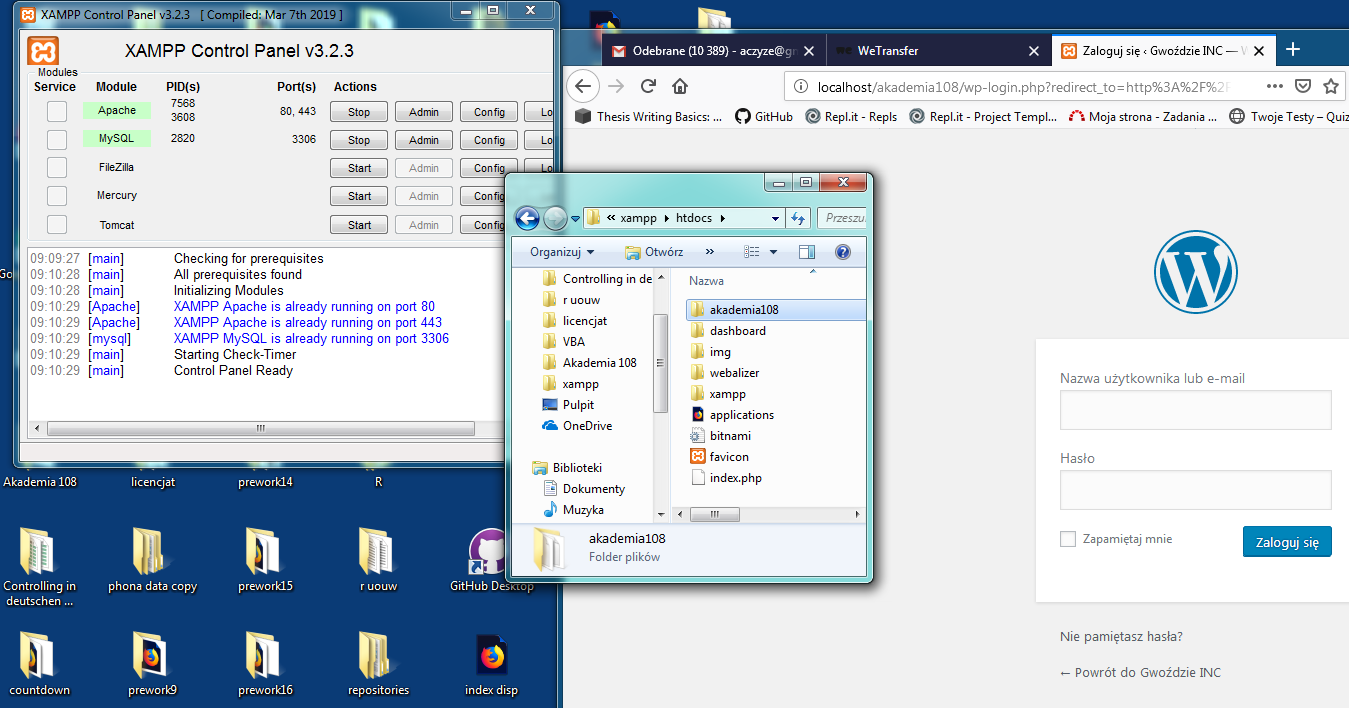 XAMPP Control Panel v3.2.3 [ Compiled: Mar 7th 2019 ]
XAMPP Control Panel v3.2.3
Modules
Service Module PID(s) Port(s) Actions
Apache 7568 3608 80, 443 Stop Admin Config Lo
MySQL 2820 3306 Stop Admin Config Lo
FileZilla Start Admin Config
Mercury Start Admin Config
Tomcat Start Admin Config
09:09:27 [main] Checking for prerequisites
09:10:28 [main] All prerequisites found
09:10:28 [main] Initializing Modules
09:10:29 [Apache] XAMPP Apache is already running on port 80
09:10:29 [Apache] XAMPP Apache is already running on port 443
09:10:29 [mysql] XAMPP MySQL is already running on port 3306
09:10:29 [main] Starting Check-Timer
09:10:29 [main] Control Panel Ready
Odebrane (10 389) - aczyze@gm
WeTransfer
Zaloguj się ‹ Gwoździe INC — W
localhost/akademia108/wp-login.php?redirect_to=http%3A%2F%2F
Thesis Writing Basics: ... GitHub Repl.it - Repls Repl.it - Project Templ... Moja strona - Zadania ... Twoje Testy – Quiz
« xampp htdocs Przeszu
Organizuj Otwórz »
Controlling in de
r uouw
licencjat
VBA
Akademia 108
xampp
Pulpit
OneDrive
Biblioteki
Dokumenty
Muzyka
Nazwa
akademia108
dashboard
img
webalizer
xampp
applications
bitnami
favicon
index.php
akademia108
Folder plików
Nazwa użytkownika lub e-mail
Hasło
Zapamiętaj mnie
Zaloguj się
Nie pamiętasz hasła?
← Powrót do Gwoździe INC
Go
Akademia 108 licencjat prework14 R
Controlling in deutschen ... phona data copy prework15 r uouw GitHub Desktop
countdown prework9 prework16 repositories index disp